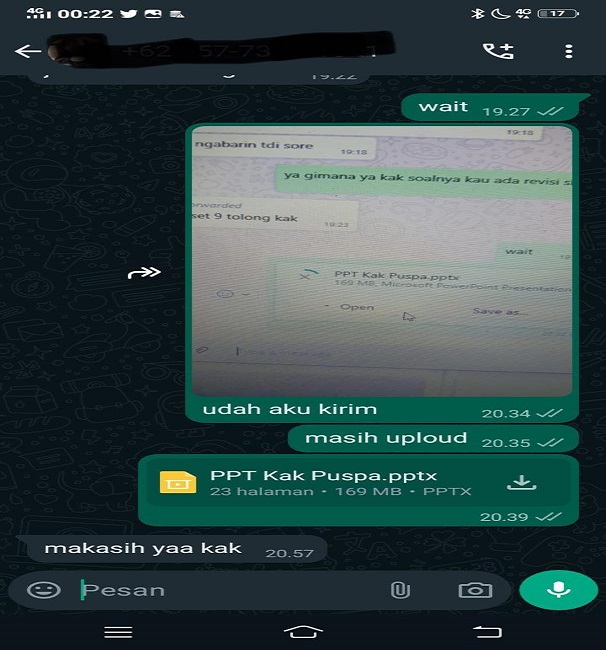 4G 00:22 4G 17
+62 57-73 1
19.22
wait 19.27
19:18
ngabarin tdi sore 19:18
ya gimana ya kak soalnya kau ada revisi
orwarded
set 9 tolong kak 19:23
wait 19
PPT Kak Puspa.pptx
169 MB, Microsoft PowerPoint Presentation
Open Save as...
udah aku kirim 20.34
masih uploud 20.35
PPT Kak Puspa.pptx
23 halaman • 169 MB • PPTX
20.39
makasih yaa kak 20.57
Pesan